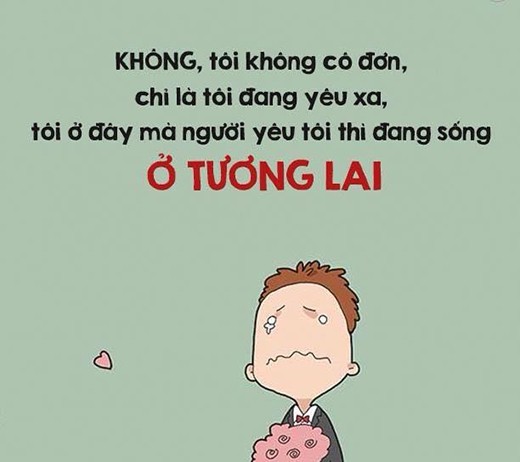 KHÔNG, tôi không cô đơn,
chỉ là tôi đang yêu xa,
tôi ở đây mà người yêu tôi thì đang sống
Ở TƯƠNG LAI